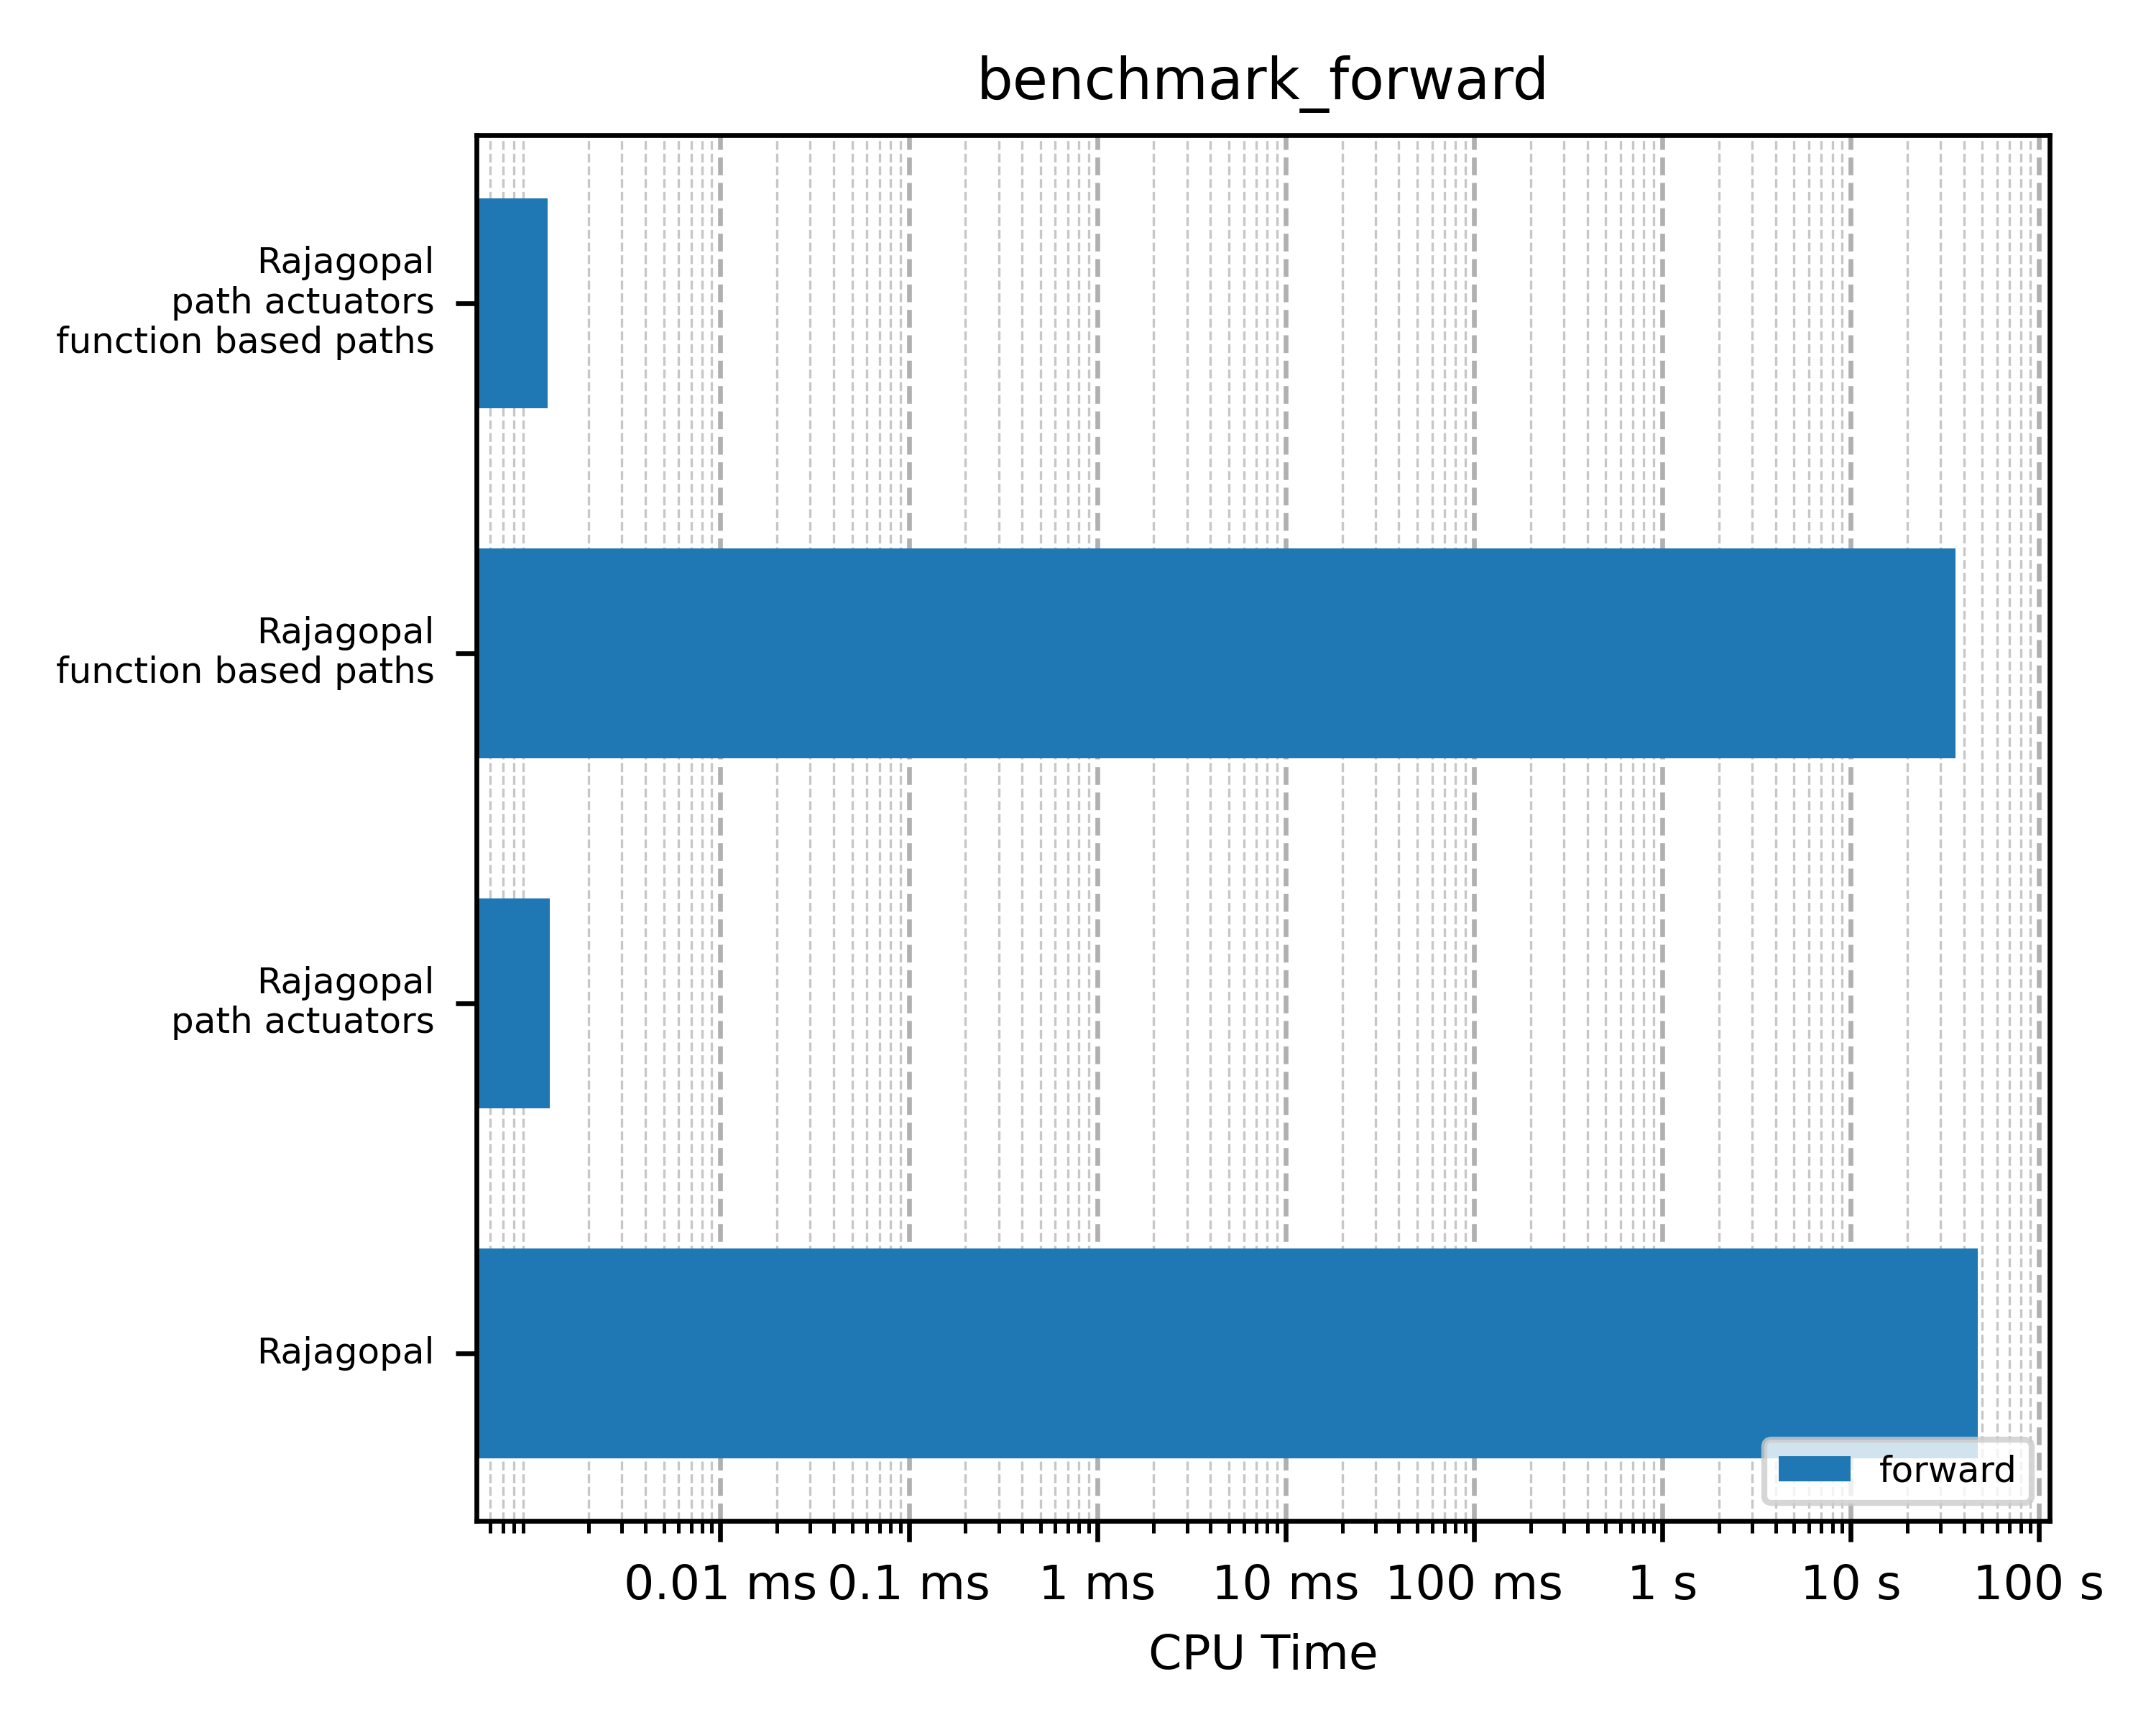 benchmark_forward
Rajagopal
path actuators
function based paths
Rajagopal
function based paths
Rajagopal
path actuators
Rajagopal
forward
0.01 ms 0.1 ms 1 ms 10 ms 100 ms 1 s 10 s 100 s
CPU Time